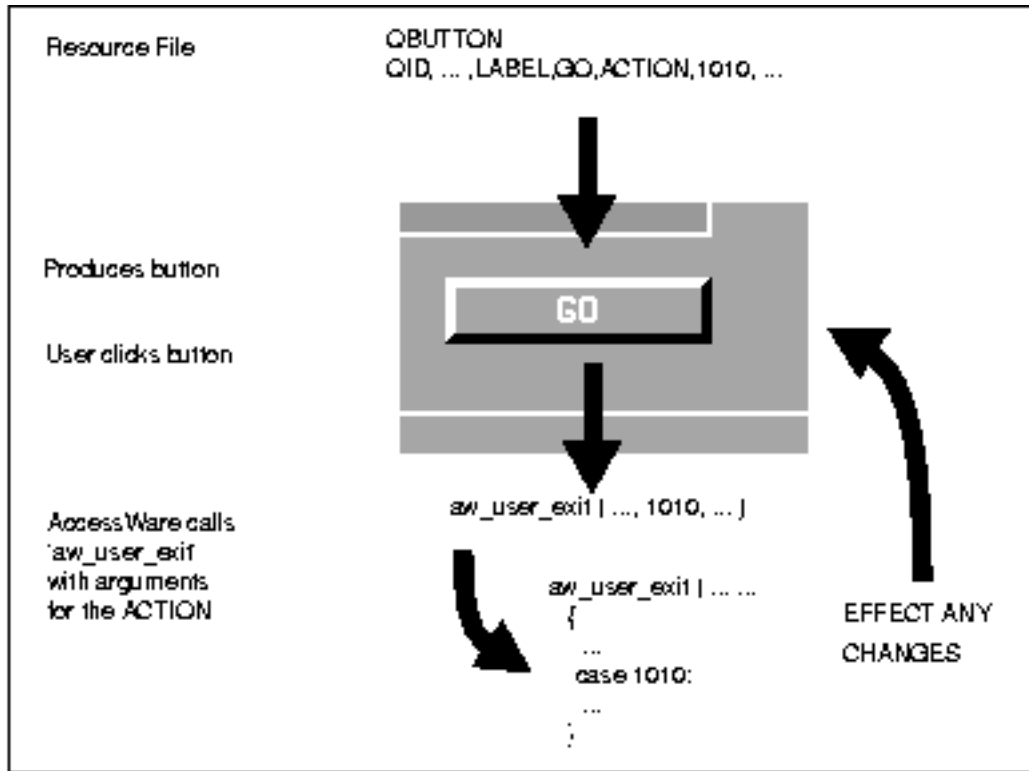 Resource File
QBUTTON
QID, ... ,LABEL,GO,ACTION,1010, ...
Produces button
GO
User clicks button
AccessWare calls
'aw_user_exit'
with arguments
for the ACTION
aw_user_exit ( ..., 1010, ... )
aw_user_exit ( ... ...
{
...
case 1010:
...
}
EFFECT ANY
CHANGES